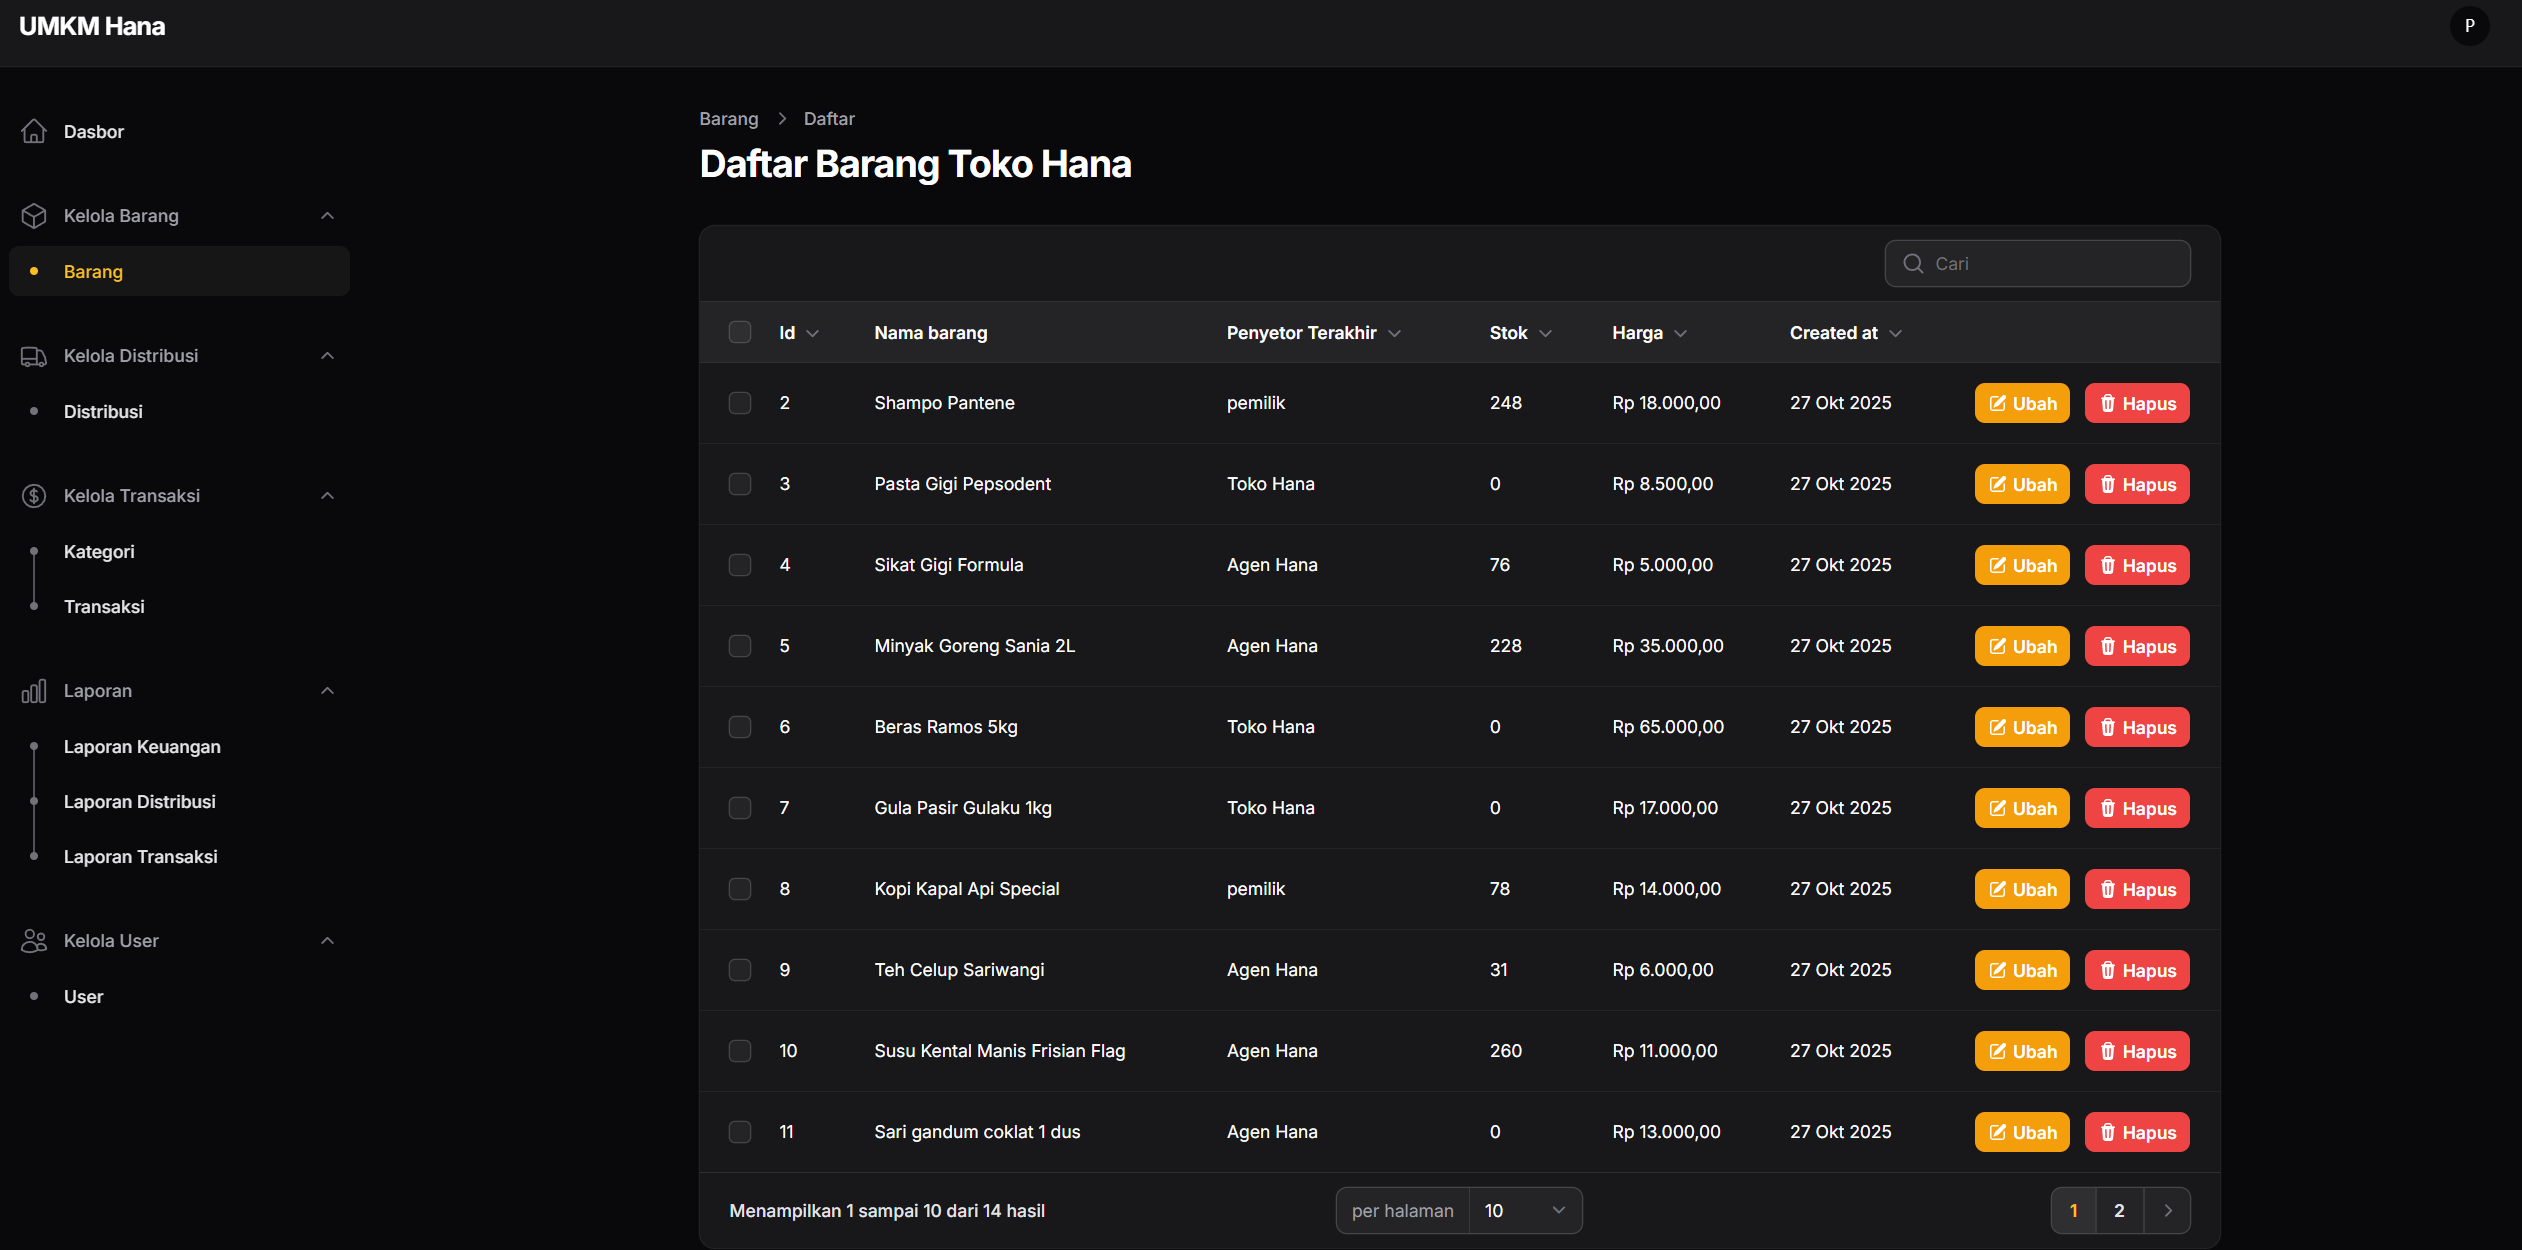 UMKM Hana
P
Dasbor
Kelola Barang
Barang
Kelola Distribusi
Distribusi
Kelola Transaksi
Kategori
Transaksi
Laporan
Laporan Keuangan
Laporan Distribusi
Laporan Transaksi
Kelola User
User
Barang > Daftar
Daftar Barang Toko Hana
Cari
Id Nama barang Penyetor Terakhir Stok Harga Created at
2 Shampo Pantene pemilik 248 Rp 18.000,00 27 Okt 2025 Ubah Hapus
3 Pasta Gigi Pepsodent Toko Hana 0 Rp 8.500,00 27 Okt 2025 Ubah Hapus
4 Sikat Gigi Formula Agen Hana 76 Rp 5.000,00 27 Okt 2025 Ubah Hapus
5 Minyak Goreng Sania 2L Agen Hana 228 Rp 35.000,00 27 Okt 2025 Ubah Hapus
6 Beras Ramos 5kg Toko Hana 0 Rp 65.000,00 27 Okt 2025 Ubah Hapus
7 Gula Pasir Gulaku 1kg Toko Hana 0 Rp 17.000,00 27 Okt 2025 Ubah Hapus
8 Kopi Kapal Api Special pemilik 78 Rp 14.000,00 27 Okt 2025 Ubah Hapus
9 Teh Celup Sariwangi Agen Hana 31 Rp 6.000,00 27 Okt 2025 Ubah Hapus
10 Susu Kental Manis Frisian Flag Agen Hana 260 Rp 11.000,00 27 Okt 2025 Ubah Hapus
11 Sari gandum coklat 1 dus Agen Hana 0 Rp 13.000,00 27 Okt 2025 Ubah Hapus
Menampilkan 1 sampai 10 dari 14 hasil per halaman 10 1 2